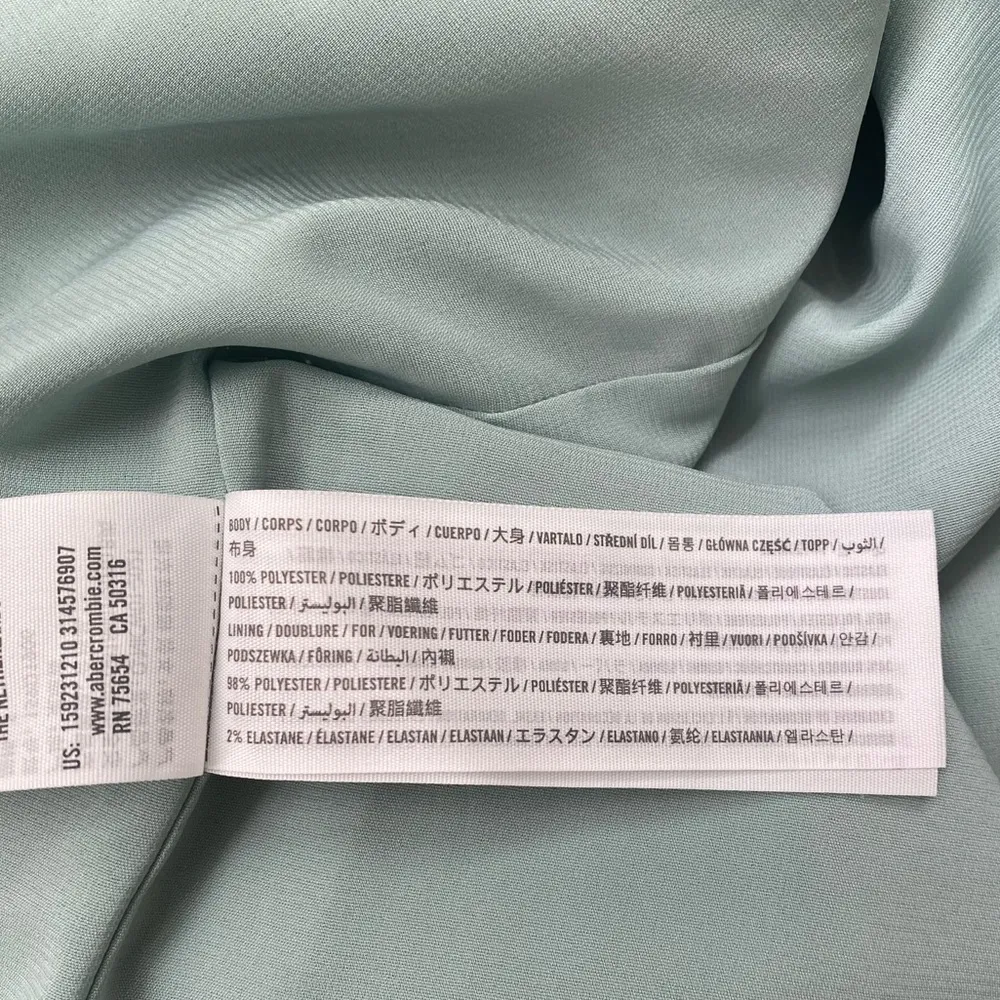 US: 159231210 314576907
www.abercrombie.com
RN 75654 CA 50316
BODY / CORPS / CORPO / ボディ / CUERPO / 大身 / VARTALO / STŘEDNÍ DÍL / 몸통 / GŁÓWNA CZĘŚĆ / TOPP / الثوب /
布身
100% POLYESTER / POLIESTERE / ポリエステル / POLIÉSTER / 聚酯纤维 / POLYESTERIÄ / 폴리에스테르 /
POLIESTER / البوليستر / 聚脂纖維
LINING / DOUBLURE / FOR / VOERING / FUTTER / FODER / FODERA / 裏地 / FORRO / 衬里 / VUORI / PODŠÍVKA / 안감 /
PODSZEWKA / FÔRING / البطانة / 內襯
98% POLYESTER / POLIESTERE / ポリエステル / POLIÉSTER / 聚酯纤维 / POLYESTERIÄ / 폴리에스테르 /
POLIESTER / البوليستر / 聚脂纖維
2% ELASTANE / ÉLASTANE / ELASTAN / ELASTAAN / エラスタン / ELASTANO / 氨纶 / ELASTAANIA / 엘라스탄 /